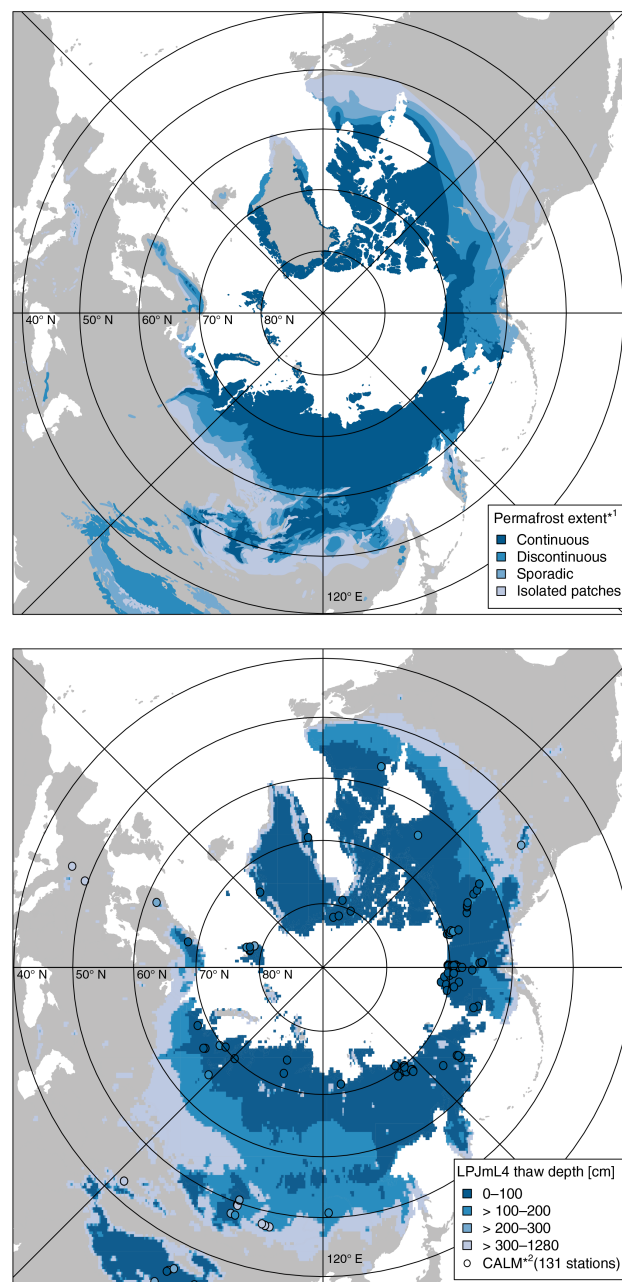 40° N 50° N 60° N 70° N 80° N
Permafrost extent*1
Continuous
Discontinuous
Sporadic
Isolated patches
120° E
40° N 50° N 60° N 70° N 80° N
LPJmL4 thaw depth [cm]
0–100
> 100–200
> 200–300
> 300–1280
CALM*2(131 stations)
120° E